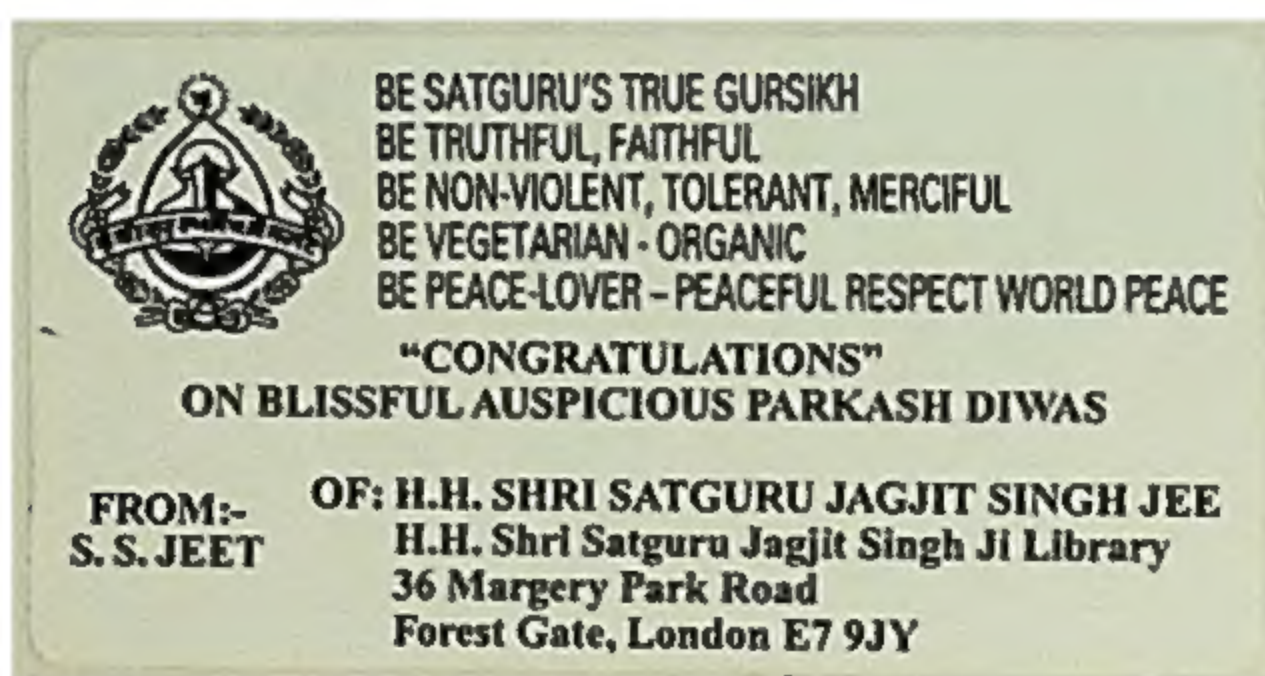 BE SATGURU'S TRUE GURSIKH
BE TRUTHFUL, FAITHFUL
BE NON-VIOLENT, TOLERANT, MERCIFUL
BE VEGETARIAN - ORGANIC
BE PEACE-LOVER – PEACEFUL RESPECT WORLD PEACE
“CONGRATULATIONS”
ON BLISSFUL AUSPICIOUS PARKASH DIWAS
FROM:-
S. S. JEET
OF: H.H. SHRI SATGURU JAGJIT SINGH JEE
H.H. Shri Satguru Jagjit Singh Ji Library
36 Margery Park Road
Forest Gate, London E7 9JY